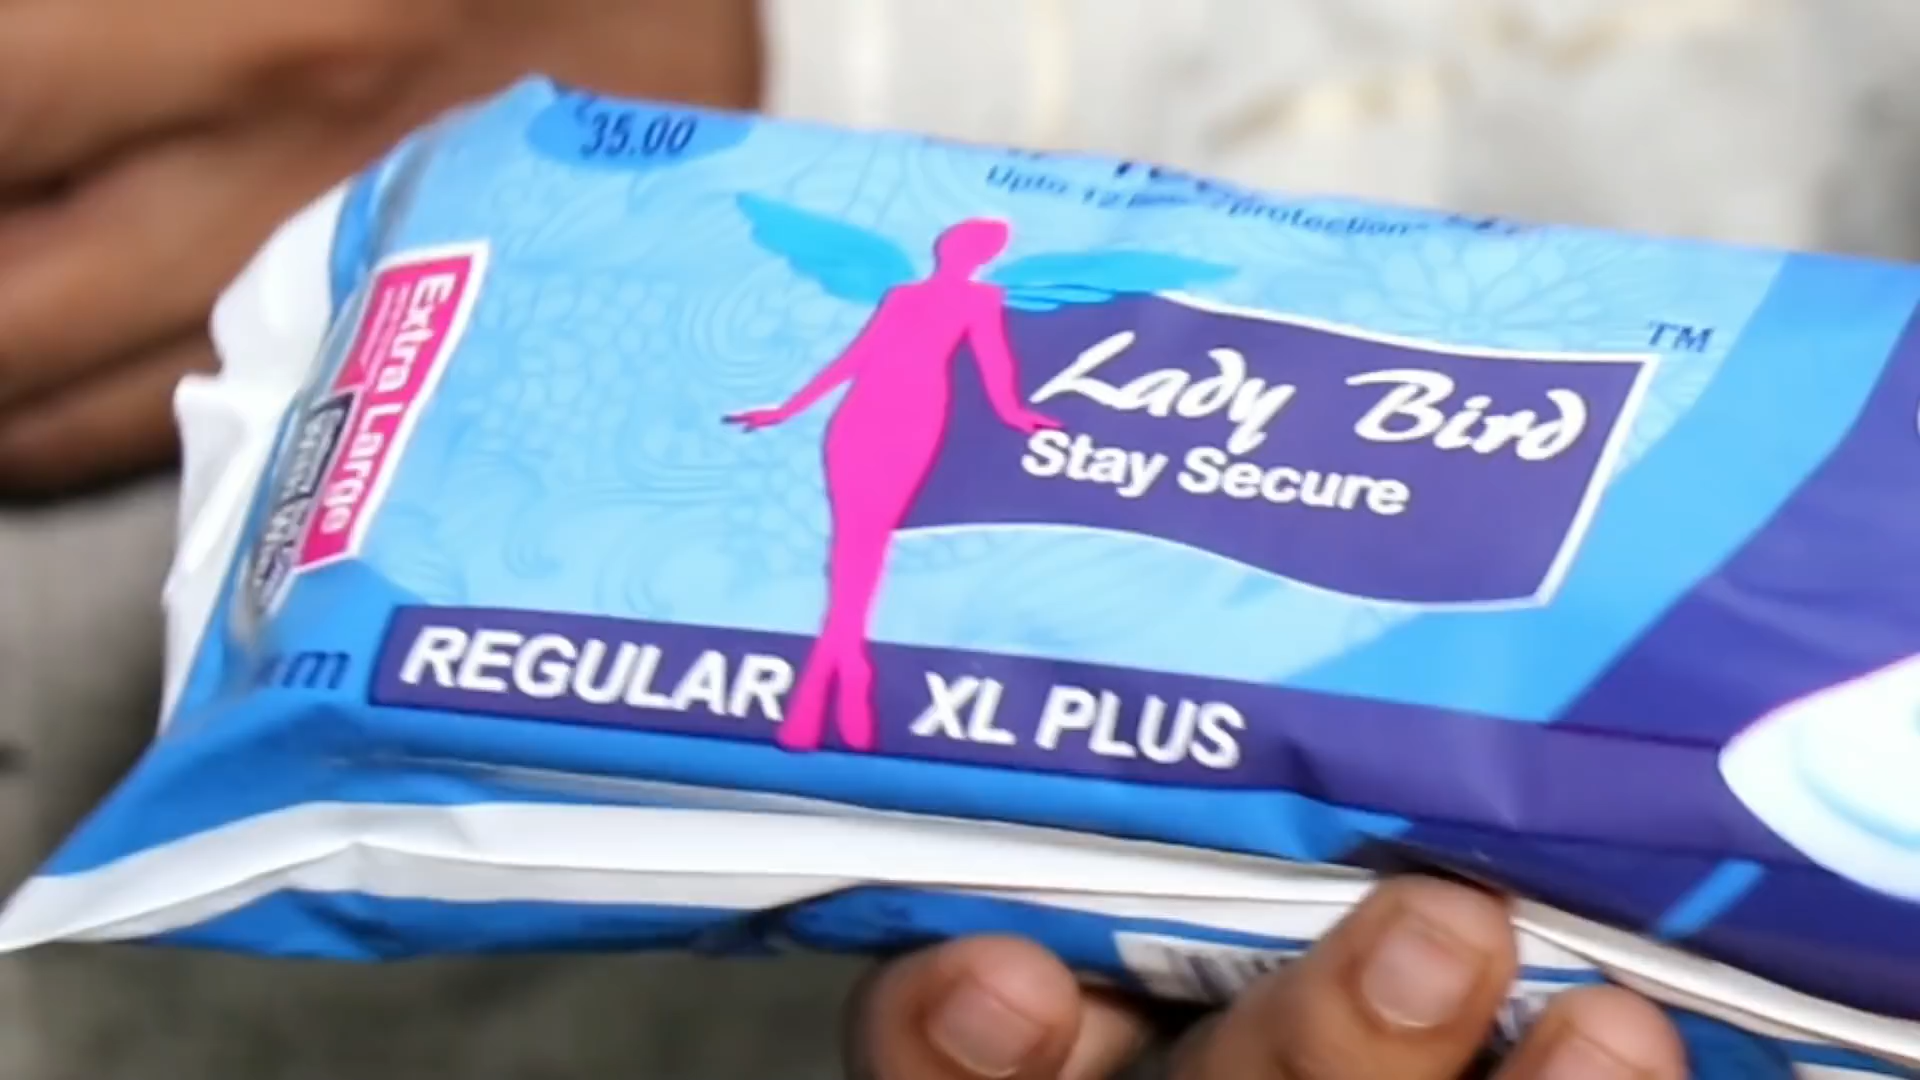 35.00
Upto 12 protection
TM
Lady Bird
Stay Secure
Extra Large
REGULAR XL PLUS